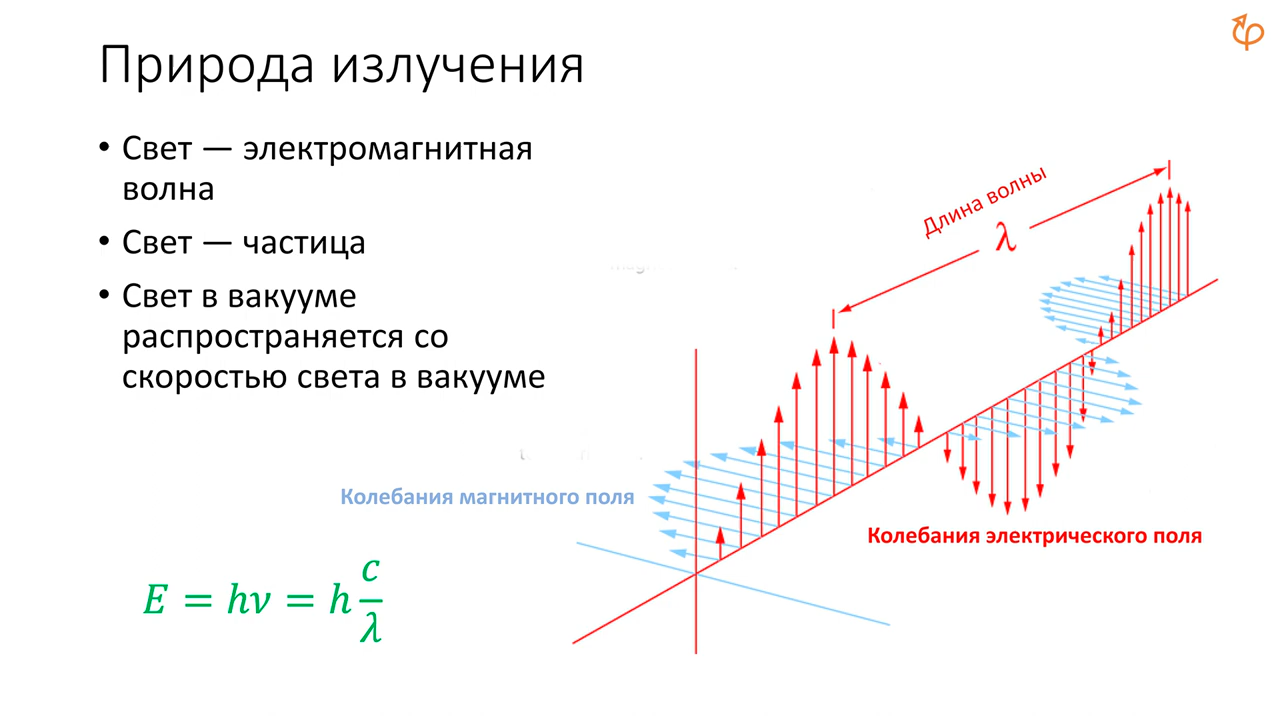 Природа излучения
• Свет — электромагнитная
волна
• Свет — частица
• Свет в вакууме
распространяется со
скоростью света в вакууме
Длина волны
λ
Колебания магнитного поля
Колебания электрического поля
E = hν = h c/λ